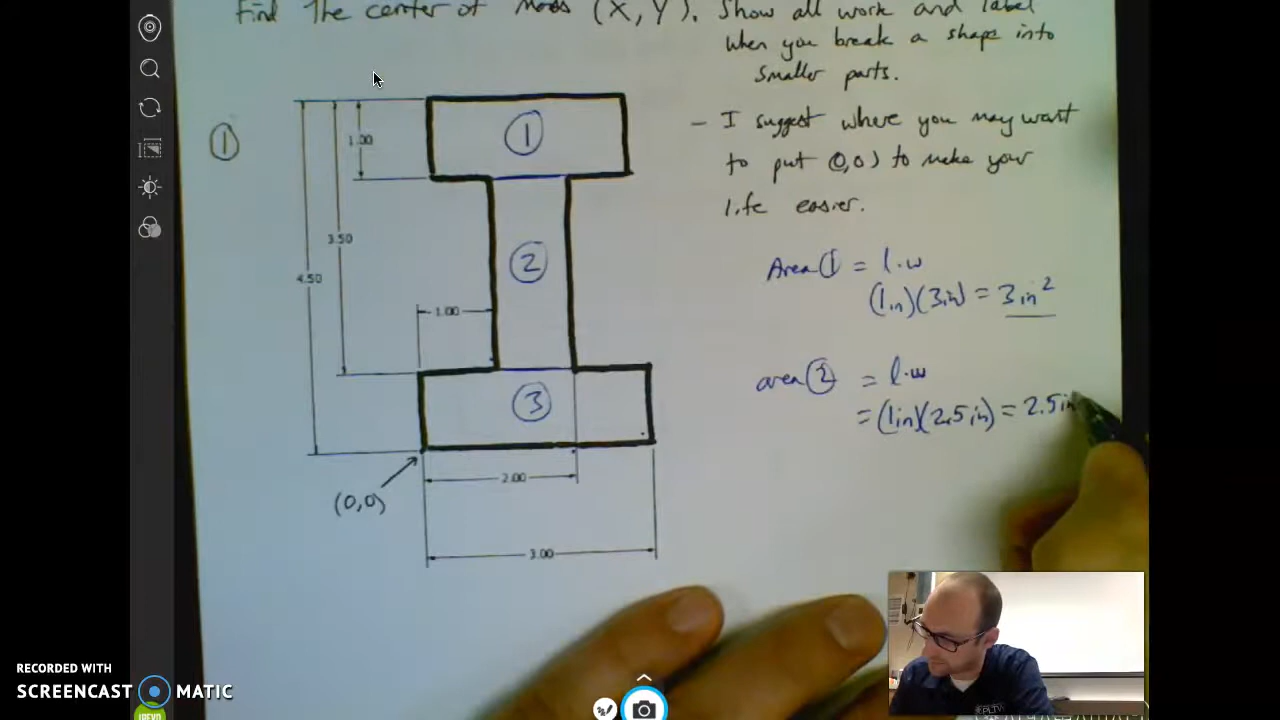 Find the center of mass (X, Y). Show all work and label
when you break a shape into
smaller parts.
- I suggest where you may want
to put (0,0) to make your
life easier.
①
1.00
①
3.50
4.50
②
1.00
③
(0,0)
2.00
3.00
Area ① = l·w
(1in)(3in) = 3in²
area ② = l·w
= (1in)(2.5in) = 2.5in
RECORDED WITH
SCREENCAST MATIC